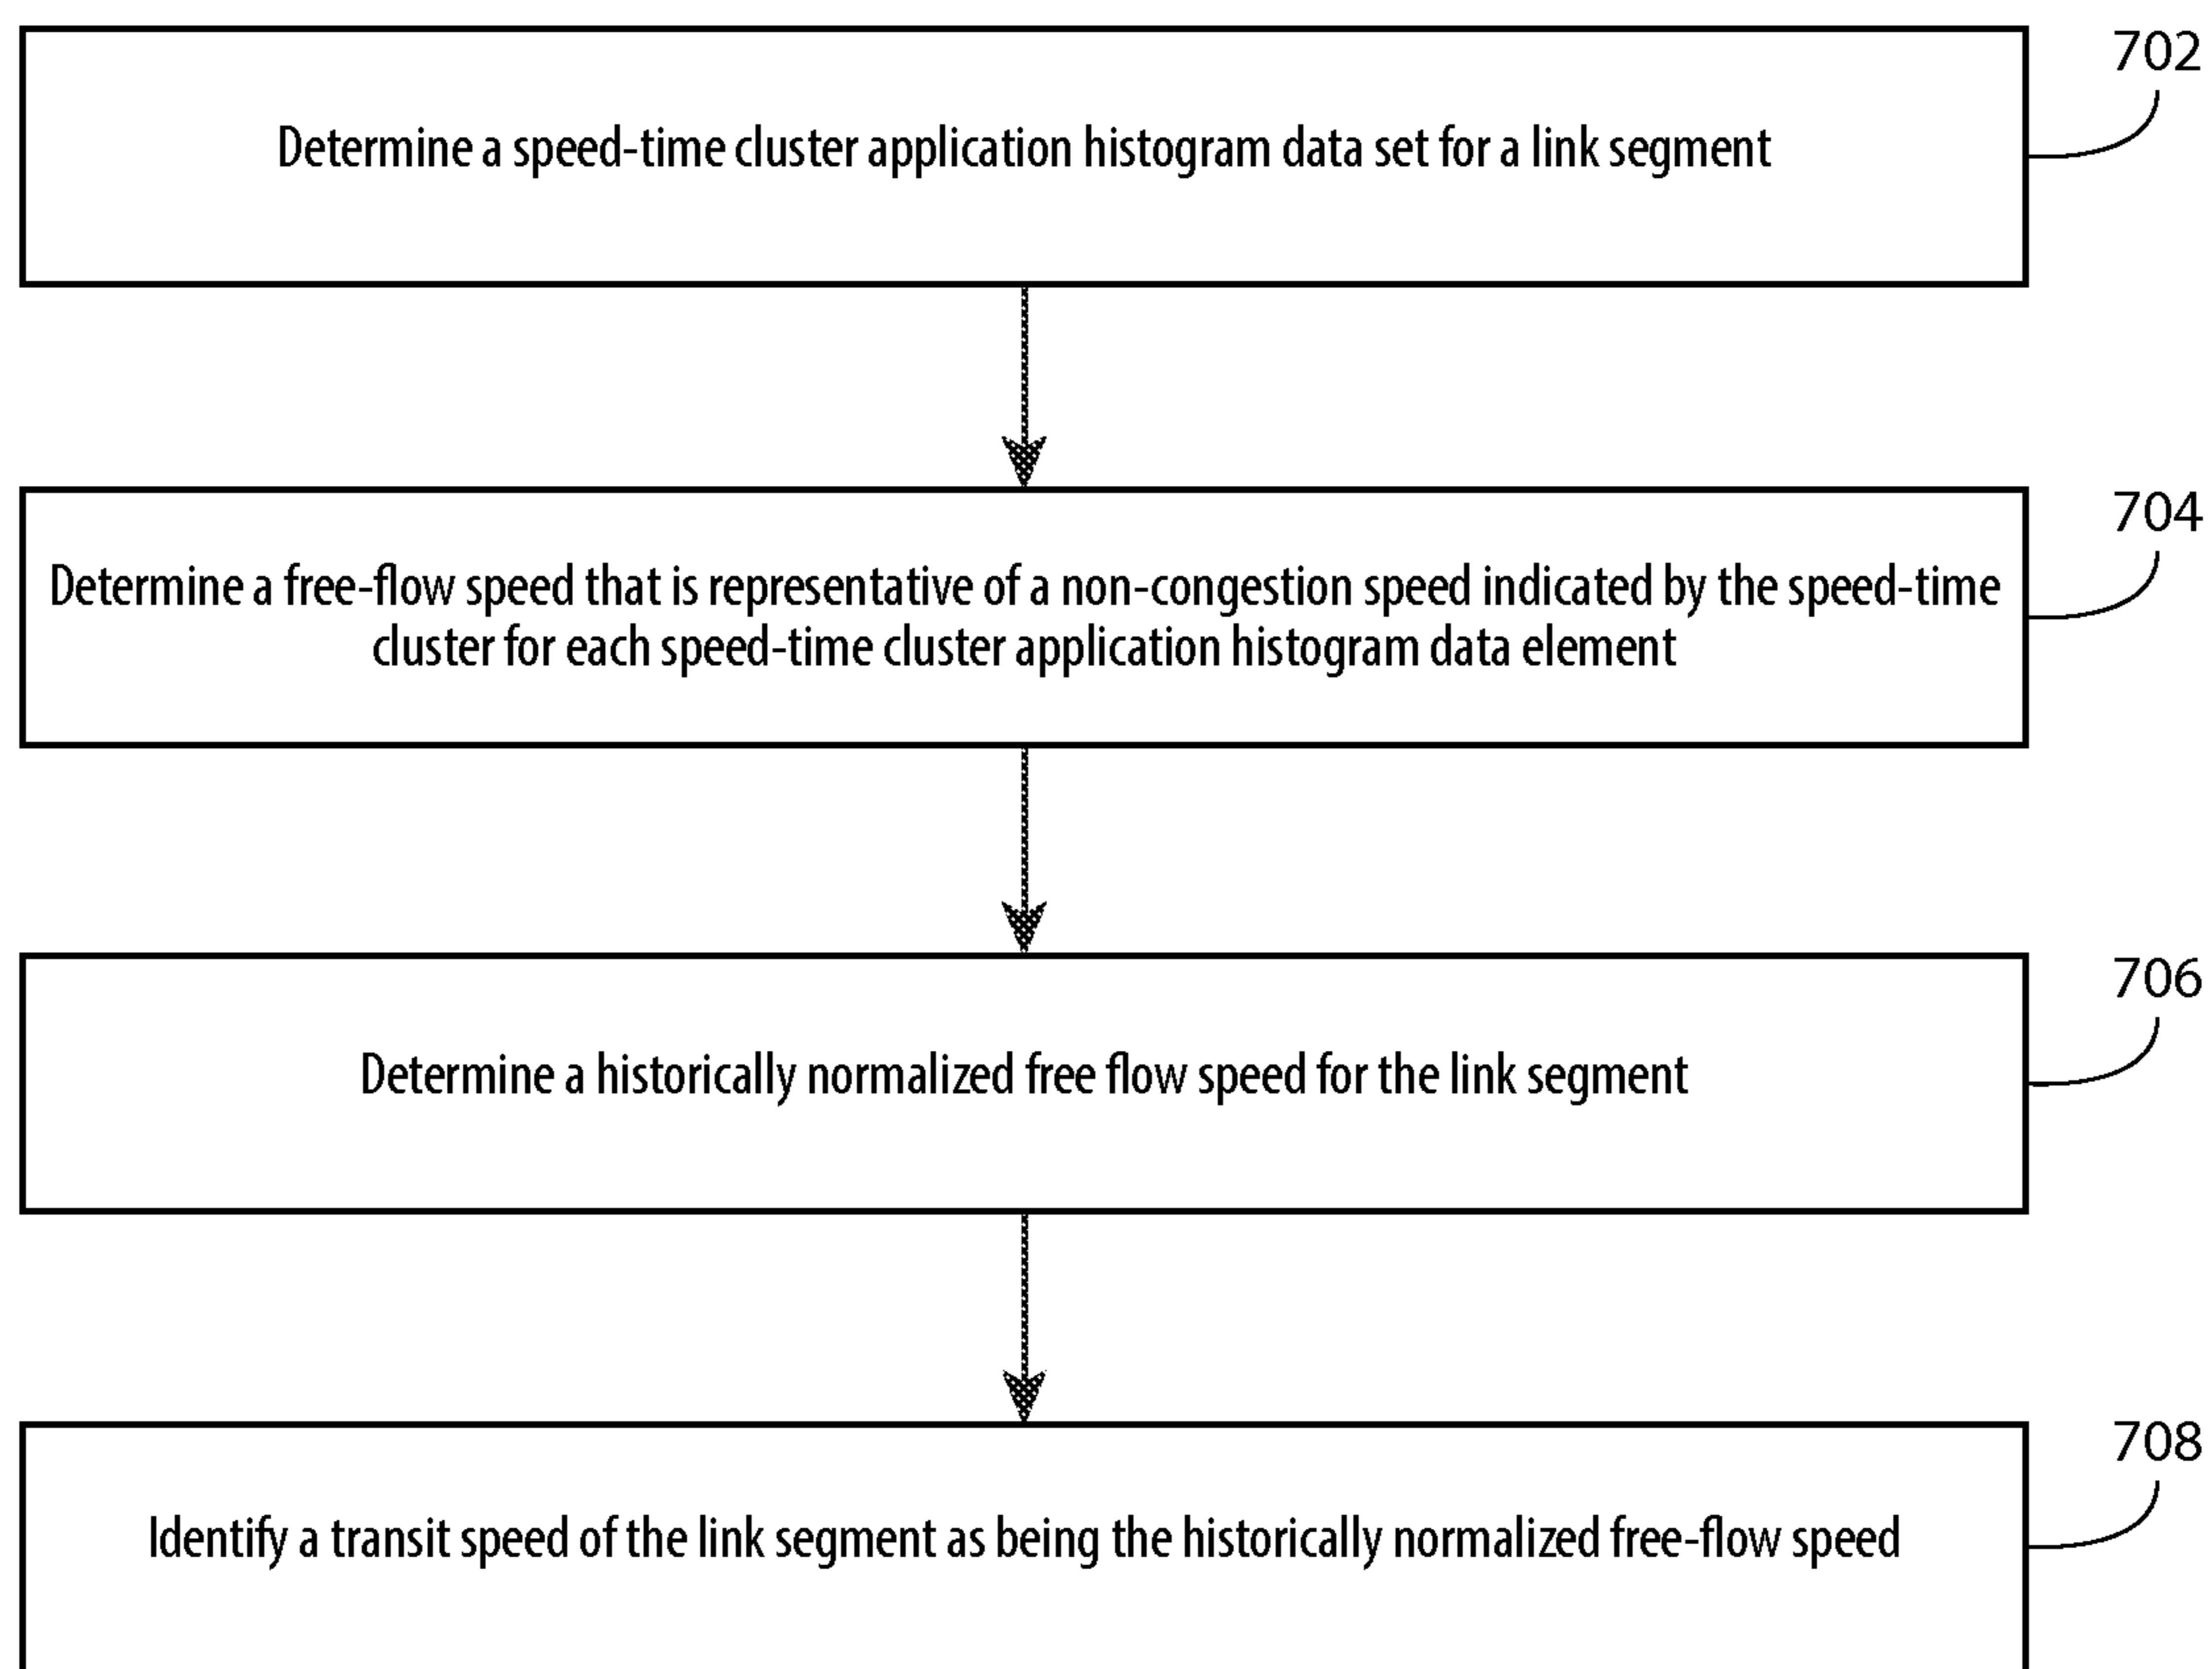 702
Determine a speed-time cluster application histogram data set for a link segment
704
Determine a free-flow speed that is representative of a non-congestion speed indicated by the speed-time
cluster for each speed-time cluster application histogram data element
706
Determine a historically normalized free flow speed for the link segment
708
Identify a transit speed of the link segment as being the historically normalized free-flow speed